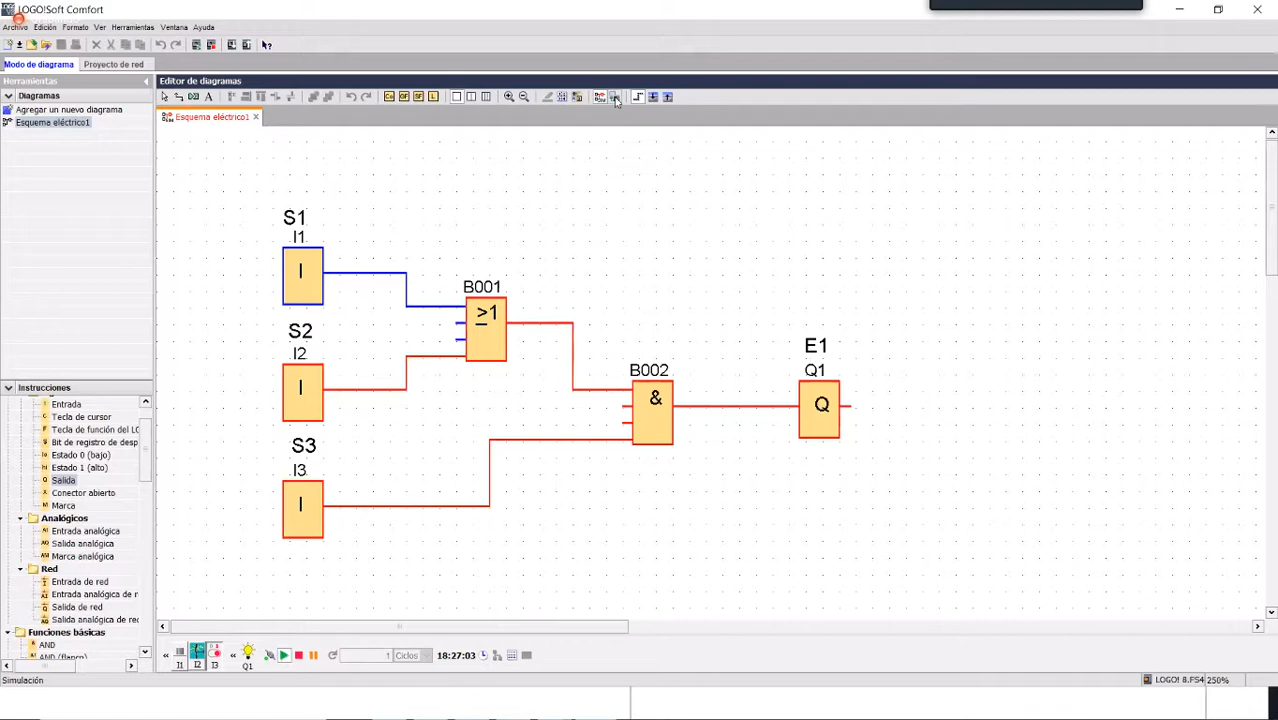 LOGO!Soft Comfort
Archivo Edición Formato Ver Herramientas Ventana Ayuda
Modo de diagrama Proyecto de red
Herramientas
Editor de diagramas
Diagramas
Agregar un nuevo diagrama
Esquema eléctrico1
Esquema eléctrico1
S1
I1
I
S2
I2
I
S3
I3
I
B001
>1
B002
&
E1
Q1
Q
Instrucciones
Entrada
Tecla de cursor
Tecla de función del LO
Bit de registro de desp
Estado 0 (bajo)
Estado 1 (alto)
Salida
Conector abierto
Marca
Analógicos
Entrada analógica
Salida analógica
Marca analógica
Red
Entrada de red
Entrada analógica de r
Salida de red
Salida analógica de rec
Funciones básicas
AND
AND (flanco)
I1 I2 I3 Q1
1 Ciclos 18:27:03
Simulación
LOGO! 8.FS4 250%